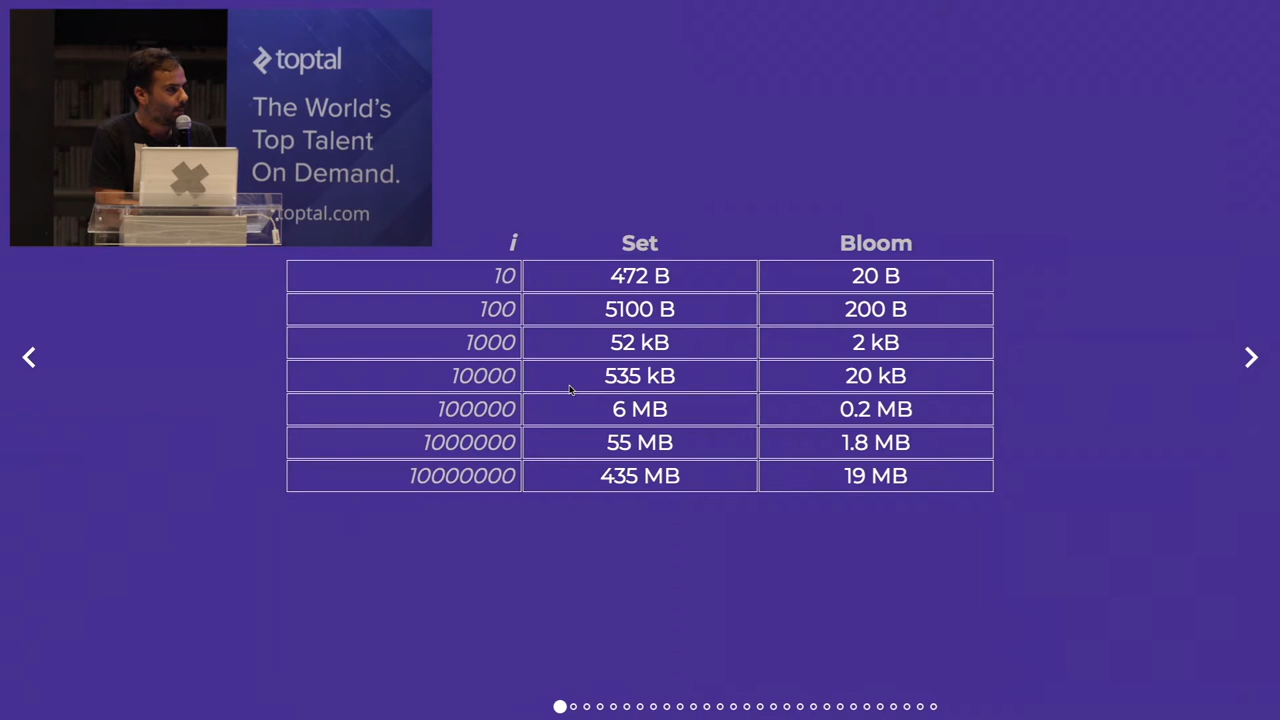 toptal
The World's
Top Talent
On Demand.
toptal.com
i Set Bloom
10 472 B 20 B
100 5100 B 200 B
1000 52 kB 2 kB
10000 535 kB 20 kB
100000 6 MB 0.2 MB
1000000 55 MB 1.8 MB
10000000 435 MB 19 MB